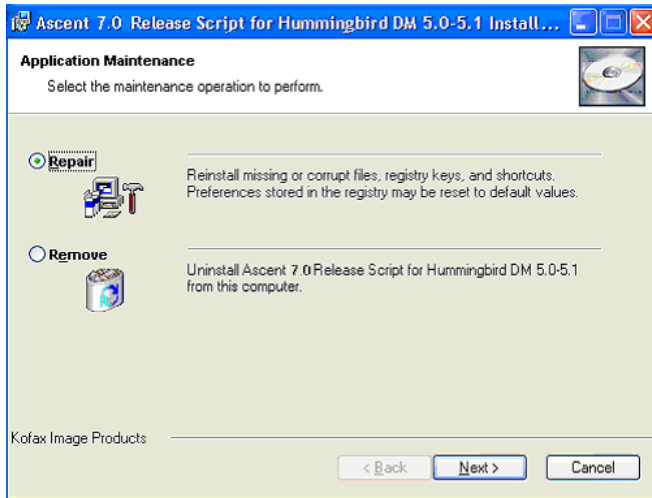 Ascent 7.0 Release Script for Hummingbird DM 5.0-5.1 Install...
Application Maintenance
Select the maintenance operation to perform.
Repair
Reinstall missing or corrupt files, registry keys, and shortcuts.
Preferences stored in the registry may be reset to default values.
Remove
Uninstall Ascent 7.0 Release Script for Hummingbird DM 5.0-5.1
from this computer.
Kofax Image Products
< Back
Next >
Cancel